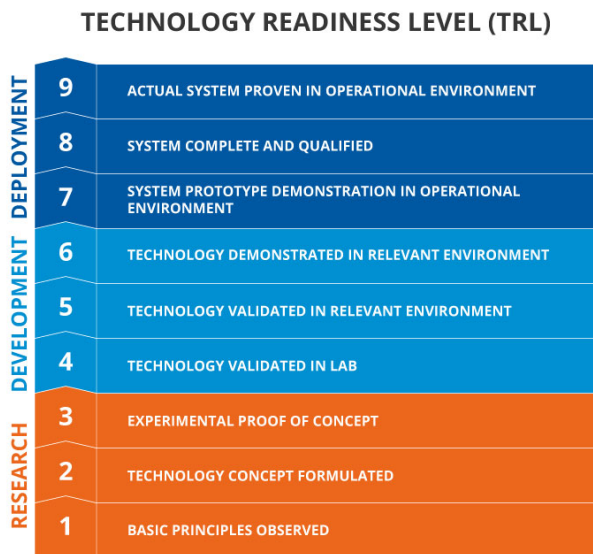 TECHNOLOGY READINESS LEVEL (TRL)
DEPLOYMENT
9 ACTUAL SYSTEM PROVEN IN OPERATIONAL ENVIRONMENT
8 SYSTEM COMPLETE AND QUALIFIED
7 SYSTEM PROTOTYPE DEMONSTRATION IN OPERATIONAL
ENVIRONMENT
DEVELOPMENT
6 TECHNOLOGY DEMONSTRATED IN RELEVANT ENVIRONMENT
5 TECHNOLOGY VALIDATED IN RELEVANT ENVIRONMENT
4 TECHNOLOGY VALIDATED IN LAB
RESEARCH
3 EXPERIMENTAL PROOF OF CONCEPT
2 TECHNOLOGY CONCEPT FORMULATED
1 BASIC PRINCIPLES OBSERVED